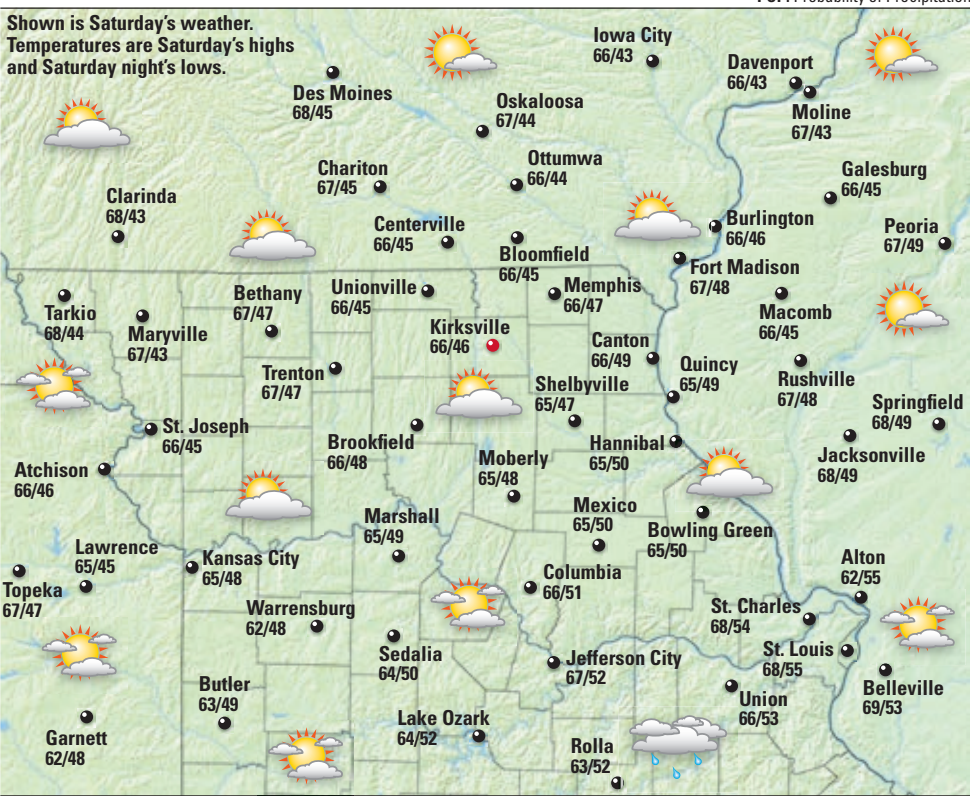 POP: Probability of Precipitation
Shown is Saturday's weather.
Temperatures are Saturday's highs
and Saturday night's lows.
Iowa City
66/43
Davenport
66/43
Des Moines
68/45
Moline
67/43
Oskaloosa
67/44
Ottumwa
66/44
Chariton
67/45
Galesburg
66/45
Clarinda
68/43
Centerville
66/45
Burlington
66/46
Peoria
67/49
Bloomfield
66/45
Fort Madison
67/48
Tarkio
68/44
Maryville
67/43
Bethany
67/47
Unionville
66/45
Memphis
66/47
Macomb
66/45
Kirksville
66/46
Canton
66/49
Quincy
65/49
Trenton
67/47
Shelbyville
65/47
Rushville
67/48
Springfield
68/49
St. Joseph
66/45
Brookfield
66/48
Hannibal
65/50
Jacksonville
68/49
Atchison
66/46
Moberly
65/48
Mexico
65/50
Bowling Green
65/50
Marshall
65/49
Lawrence
65/45
Kansas City
65/48
Topeka
67/47
Columbia
66/51
Alton
62/55
Warrensburg
62/48
St. Charles
68/54
Sedalia
64/50
Jefferson City
67/52
St. Louis
68/55
Belleville
69/53
Butler
63/49
Union
66/53
Garnett
62/48
Lake Ozark
64/52
Rolla
63/52